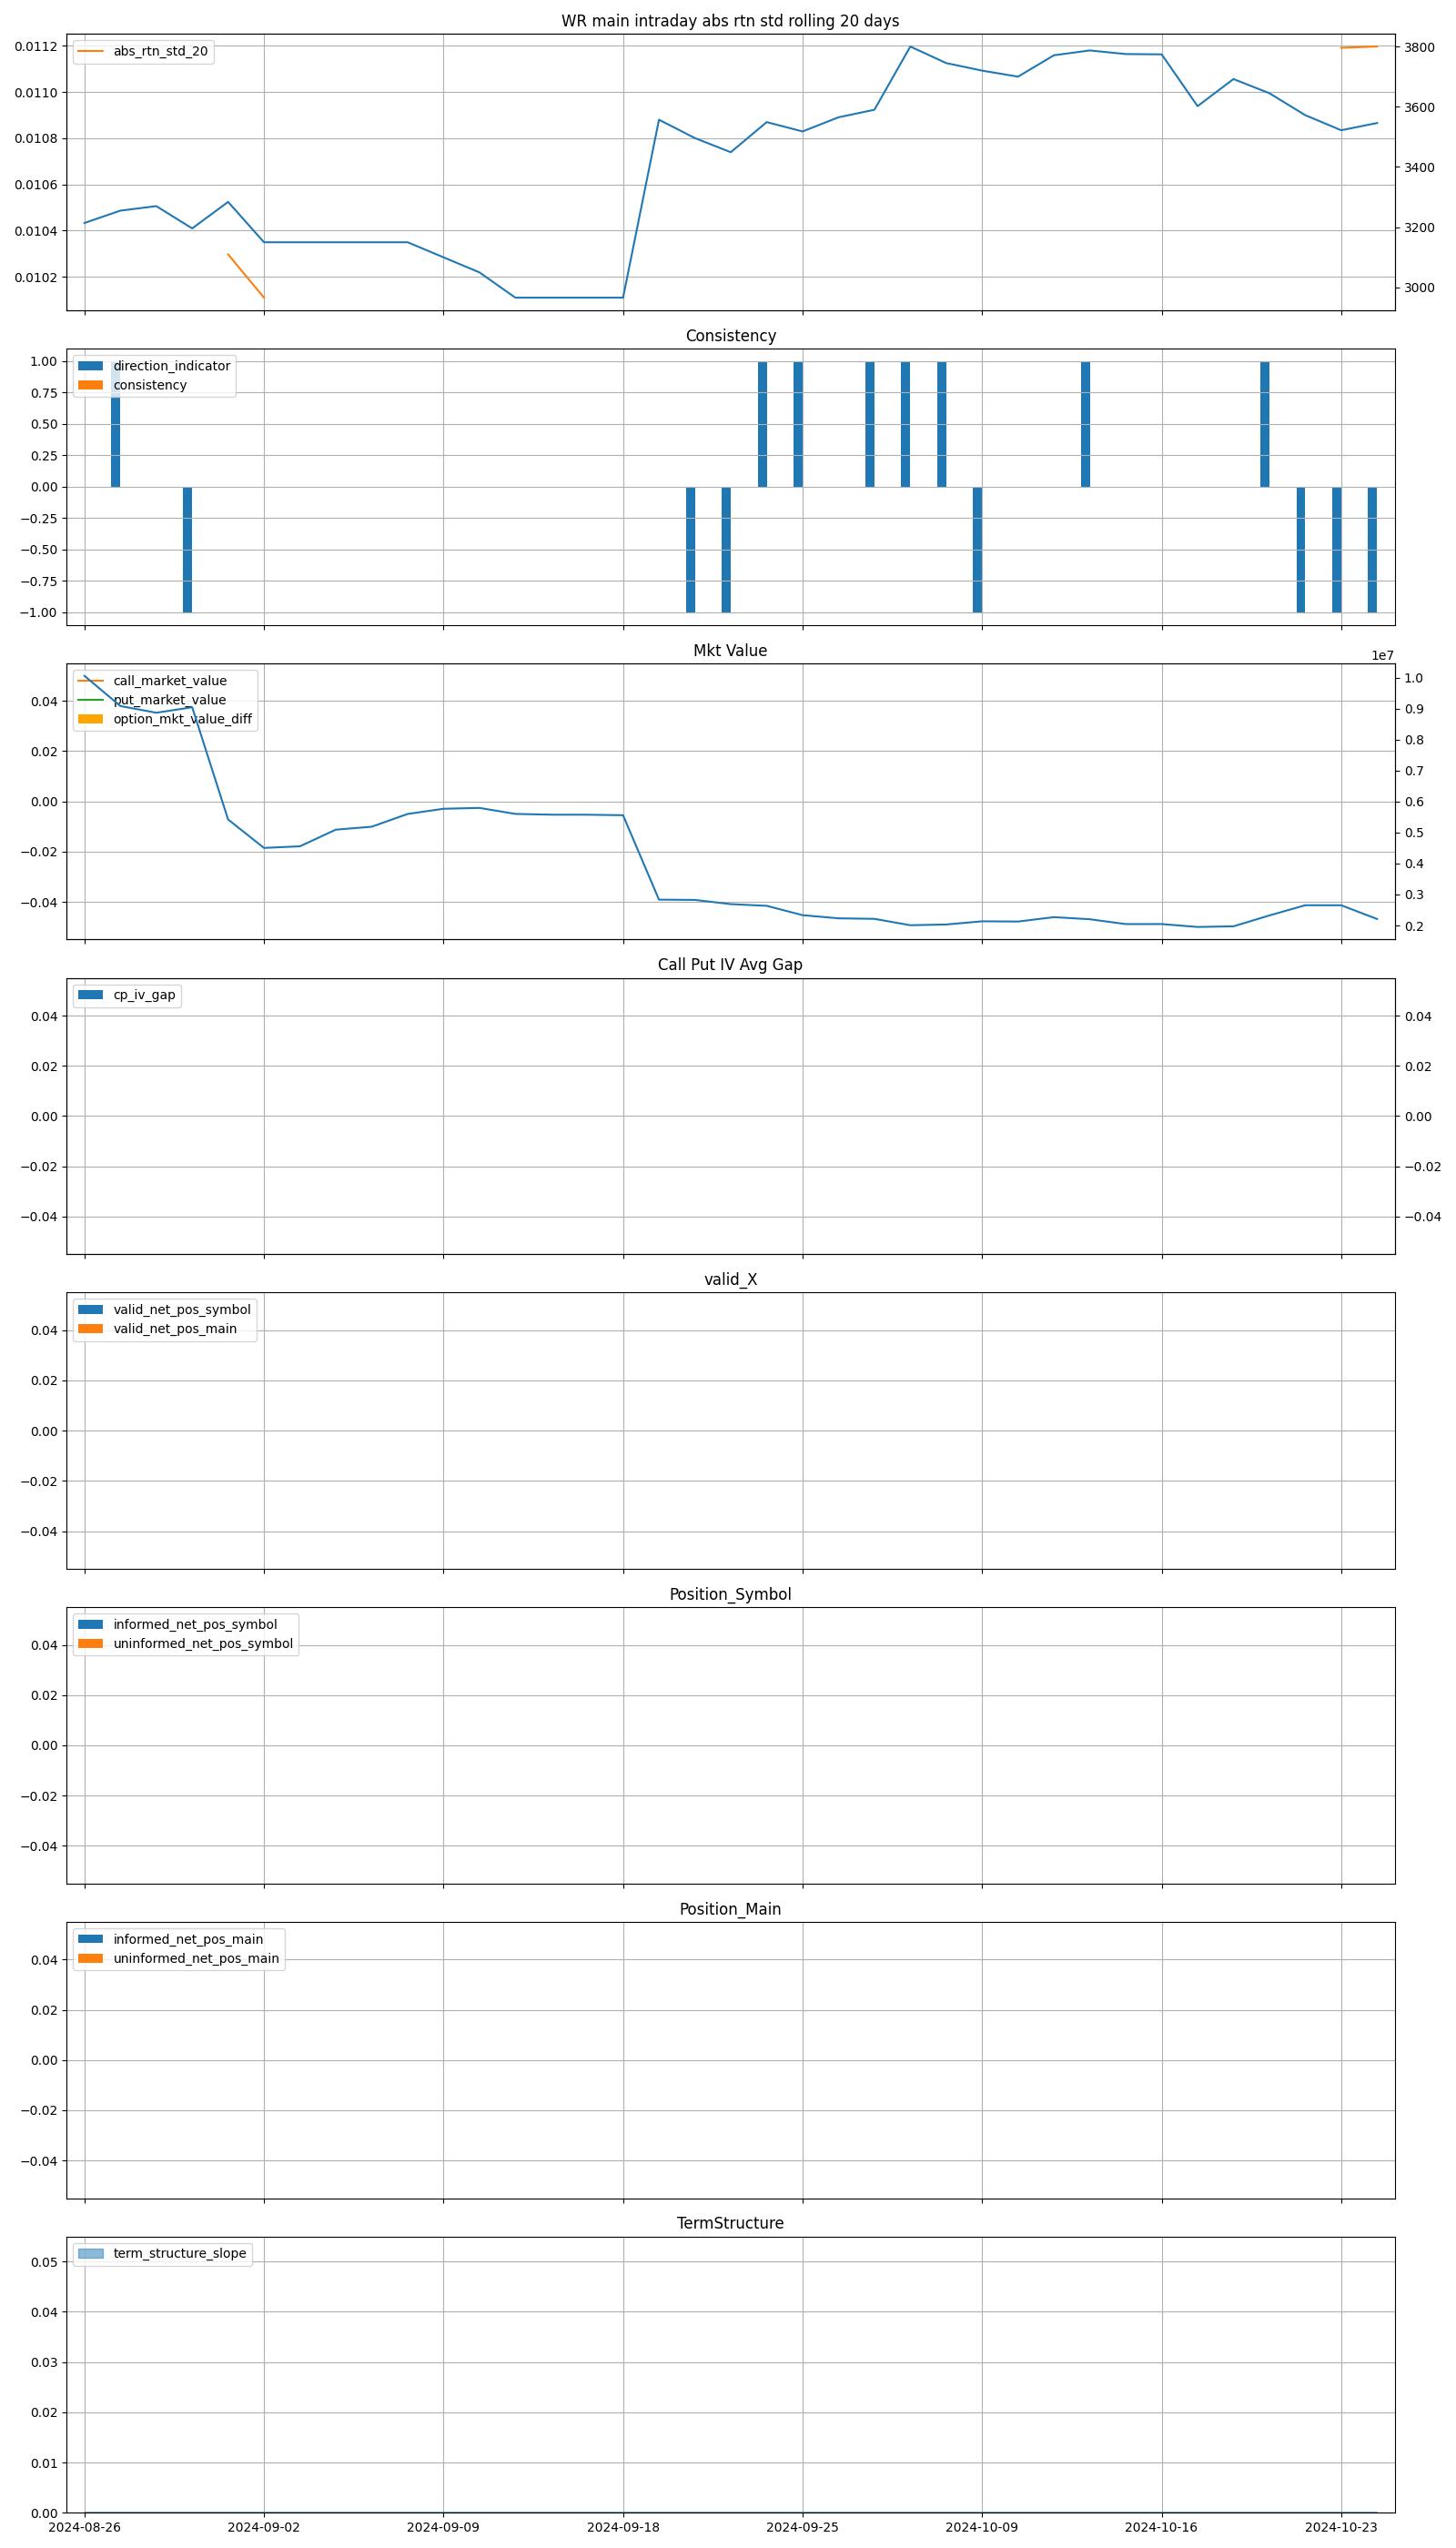 WR main intraday abs rtn std rolling 20 days
abs_rtn_std_20
0.0112
0.0110
0.0108
0.0106
0.0104
0.0102
3800
3600
3400
3200
3000
Consistency
direction_indicator
consistency
1.00
0.75
0.50
0.25
0.00
−0.25
−0.50
−0.75
−1.00
Mkt Value
1e7
call_market_value
put_market_value
option_mkt_value_diff
0.04
0.02
0.00
−0.02
−0.04
1.0
0.9
0.8
0.7
0.6
0.5
0.4
0.3
0.2
Call Put IV Avg Gap
cp_iv_gap
0.04
0.02
0.00
−0.02
−0.04
0.04
0.02
0.00
−0.02
−0.04
valid_X
valid_net_pos_symbol
valid_net_pos_main
0.04
0.02
0.00
−0.02
−0.04
Position_Symbol
informed_net_pos_symbol
uninformed_net_pos_symbol
0.04
0.02
0.00
−0.02
−0.04
Position_Main
informed_net_pos_main
uninformed_net_pos_main
0.04
0.02
0.00
−0.02
−0.04
TermStructure
term_structure_slope
0.05
0.04
0.03
0.02
0.01
0.00
2024-08-26 2024-09-02 2024-09-09 2024-09-18 2024-09-25 2024-10-09 2024-10-16 2024-10-23